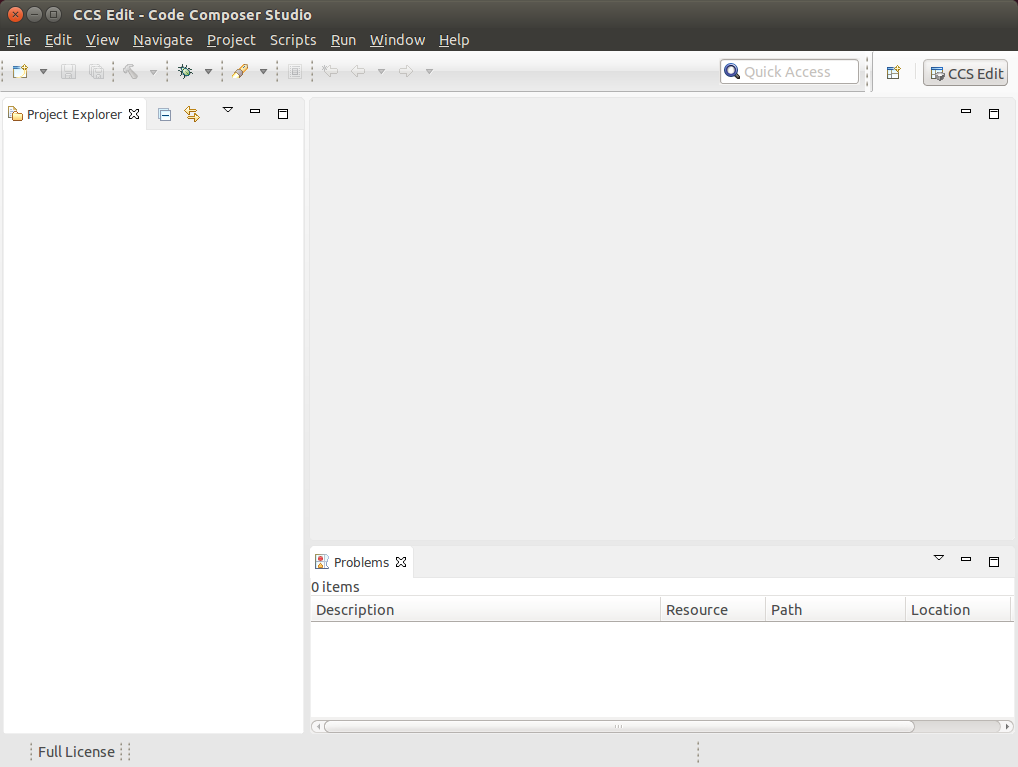 CCS Edit - Code Composer Studio
File Edit View Navigate Project Scripts Run Window Help
Quick Access CCS Edit
Project Explorer
Problems
0 items
Description Resource Path Location
Full License